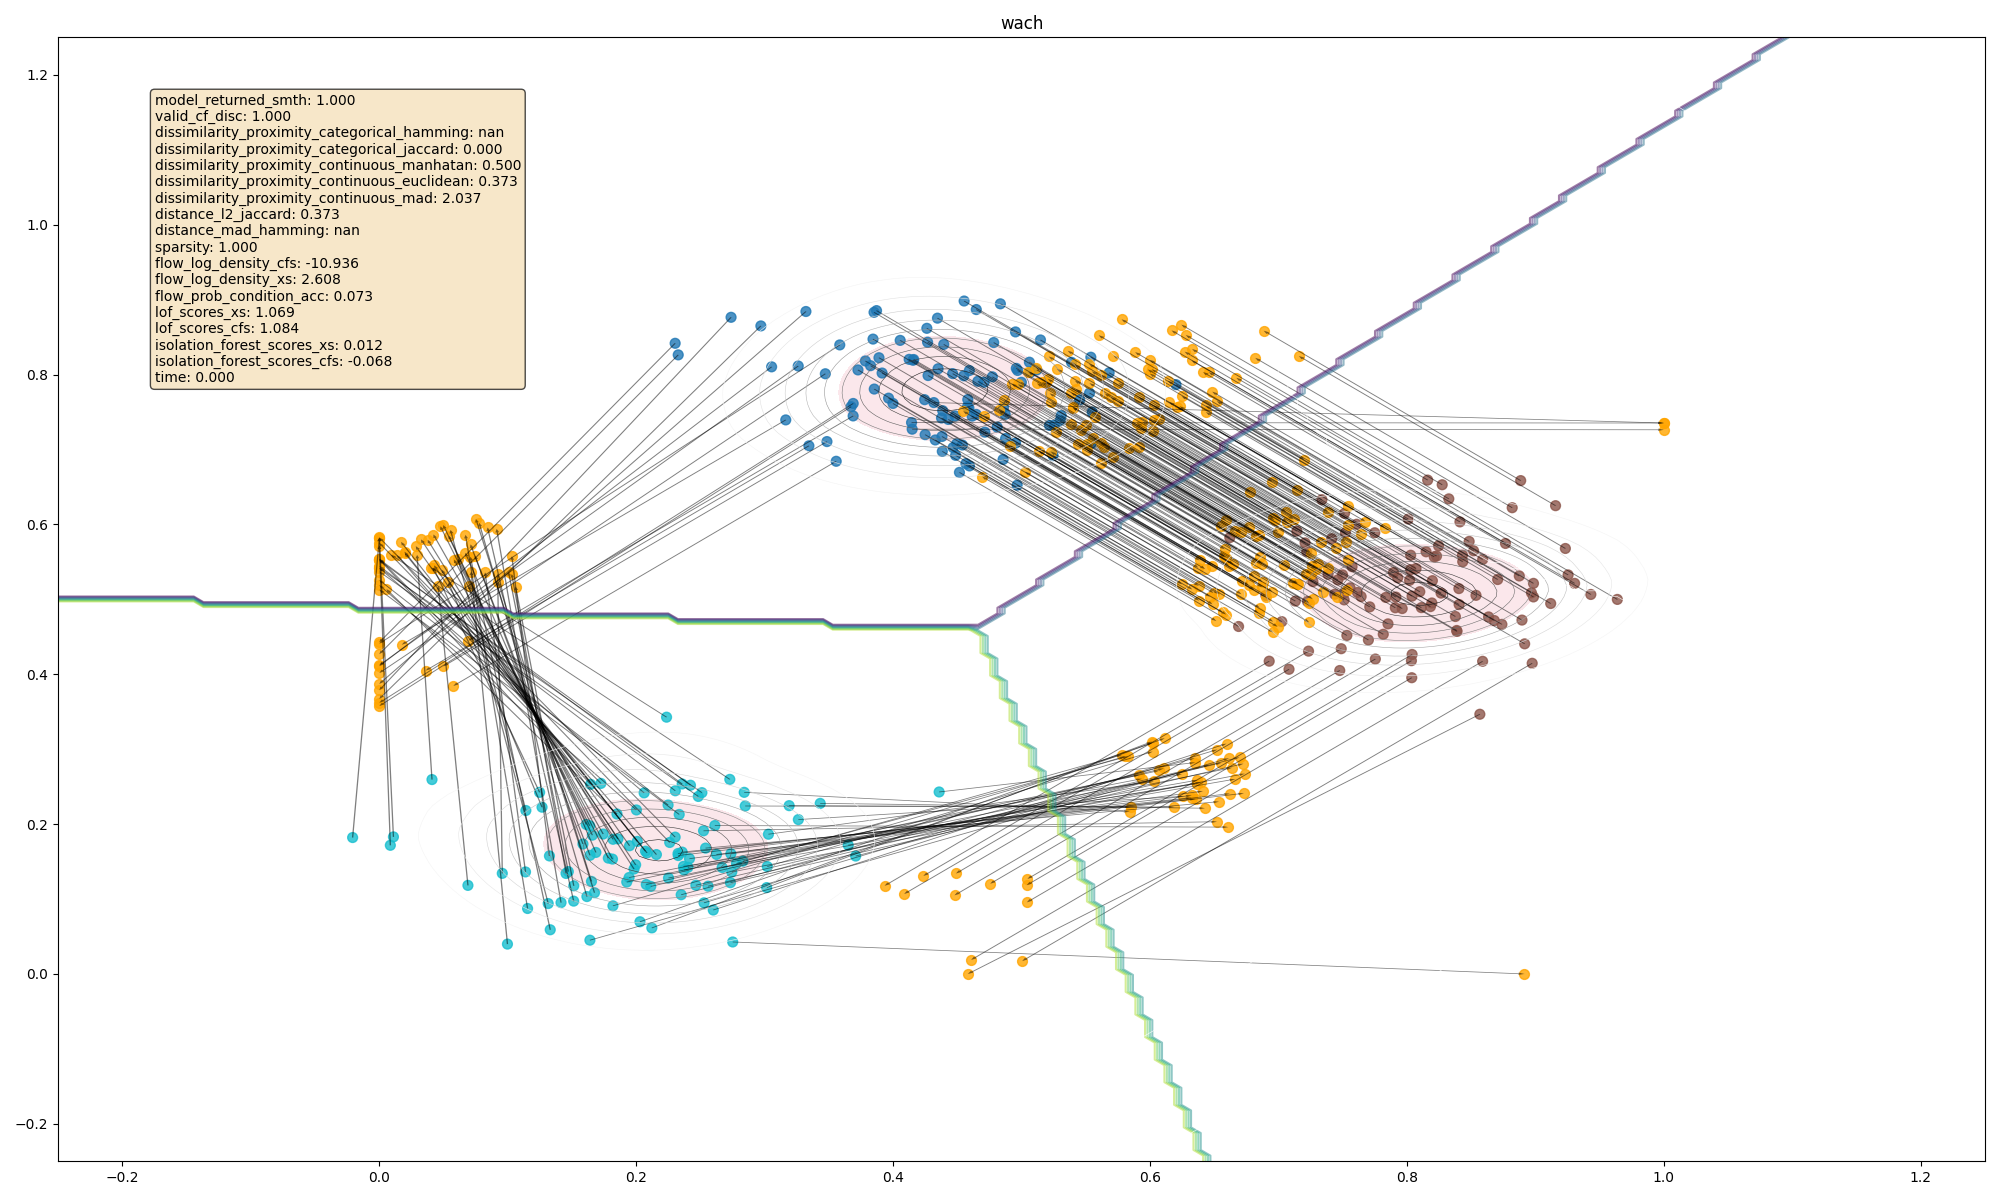 wach
model_returned_smth: 1.000
valid_cf_disc: 1.000
dissimilarity_proximity_categorical_hamming: nan
dissimilarity_proximity_categorical_jaccard: 0.000
dissimilarity_proximity_continuous_manhatan: 0.500
dissimilarity_proximity_continuous_euclidean: 0.373
dissimilarity_proximity_continuous_mad: 2.037
distance_l2_jaccard: 0.373
distance_mad_hamming: nan
sparsity: 1.000
flow_log_density_cfs: -10.936
flow_log_density_xs: 2.608
flow_prob_condition_acc: 0.073
lof_scores_xs: 1.069
lof_scores_cfs: 1.084
isolation_forest_scores_xs: 0.012
isolation_forest_scores_cfs: -0.068
time: 0.000
1.2
1.0
0.8
0.6
0.4
0.2
0.0
−0.2
−0.2 0.0 0.2 0.4 0.6 0.8 1.0 1.2